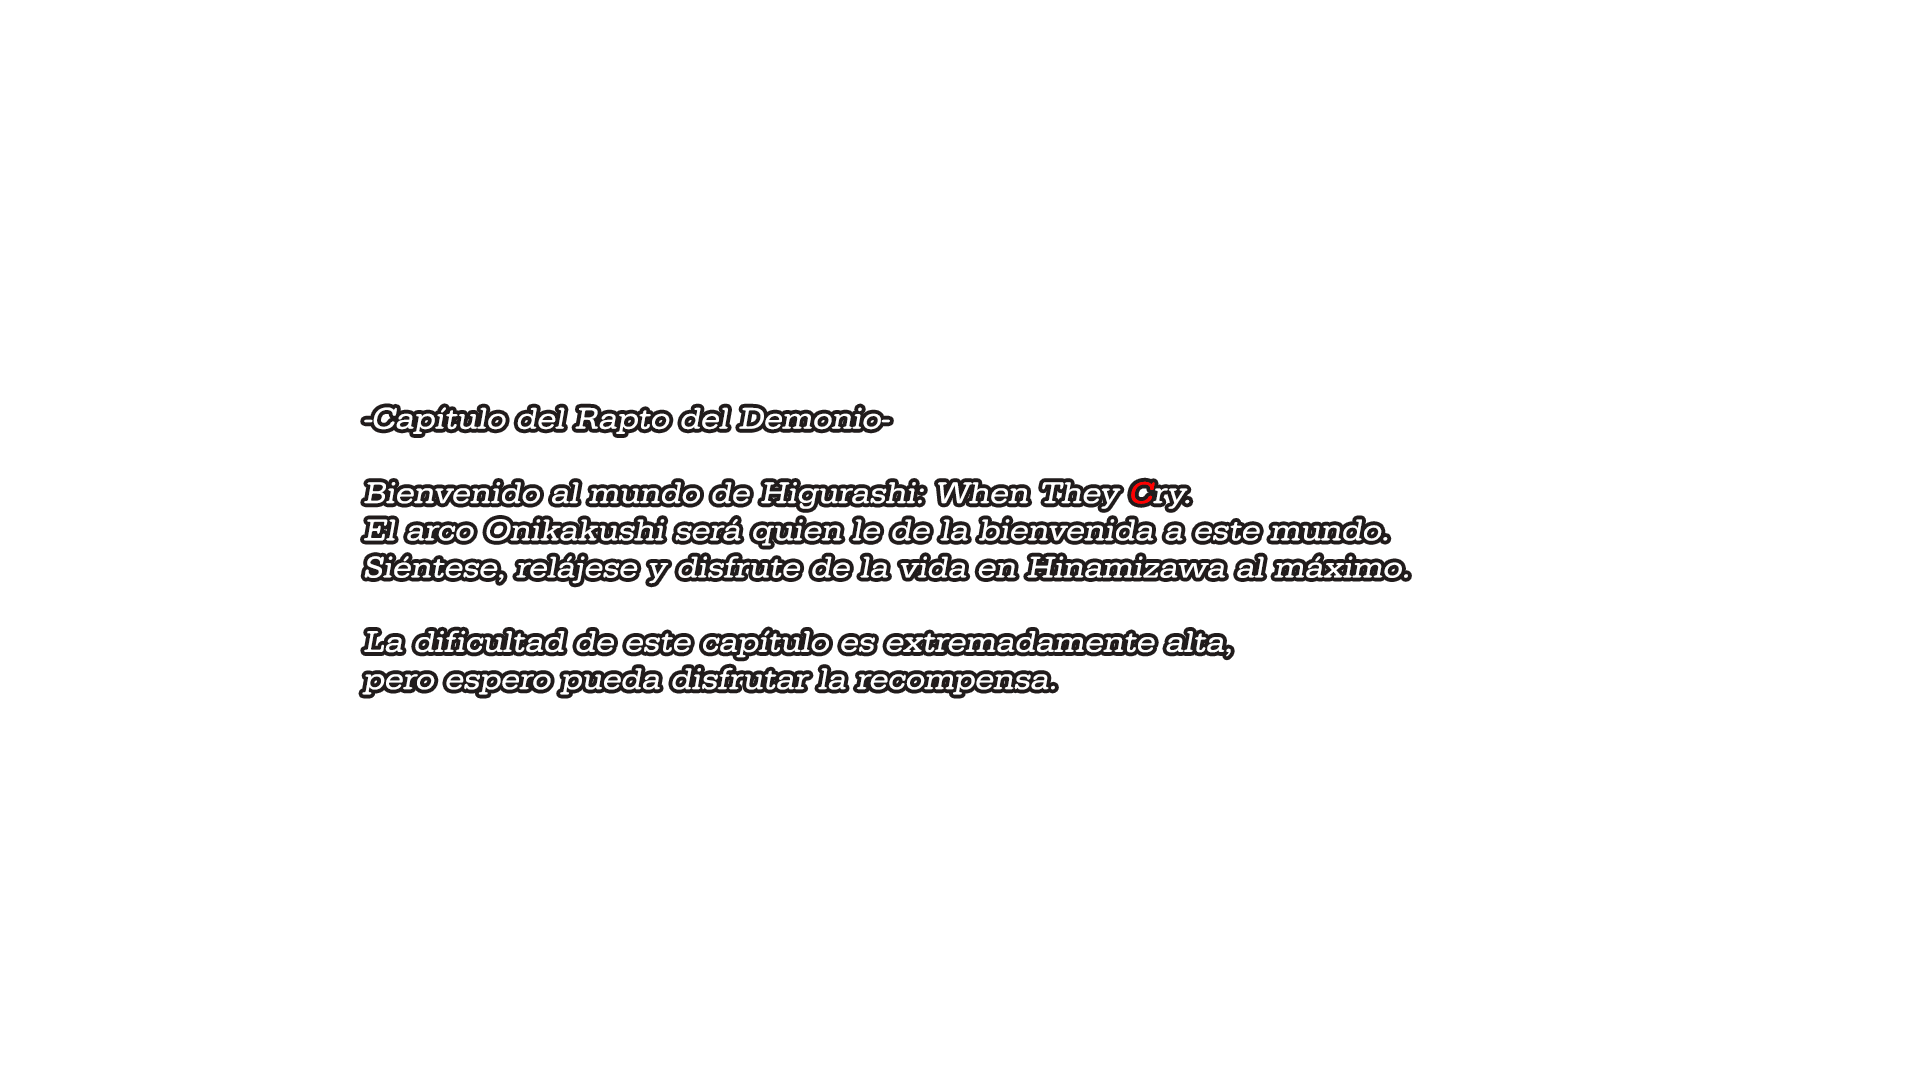 -Capítulo del Rapto del Demonio-
Bienvenido al mundo de Higurashi: When They Cry.
El arco Onikakushi será quien le de la bienvenida a este mundo.
Siéntese, relájese y disfrute de la vida en Hinamizawa al máximo.
La dificultad de este capítulo es extremadamente alta,
pero espero pueda disfrutar la recompensa.